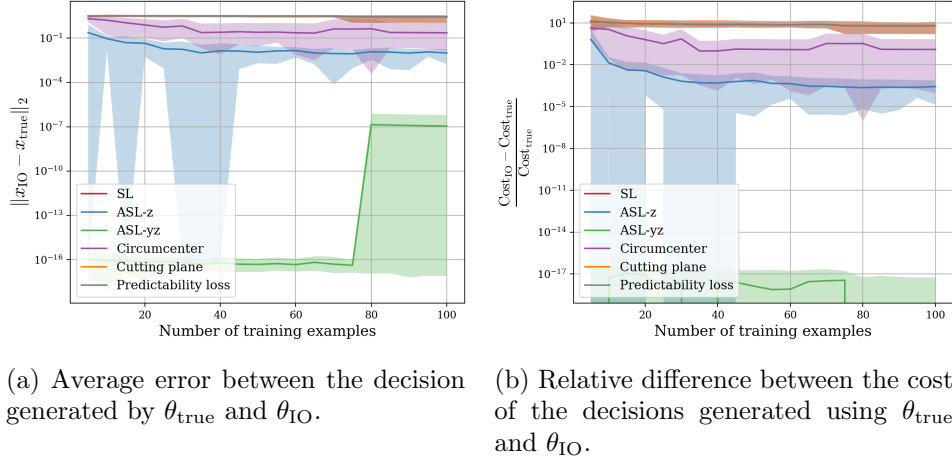 10⁻¹
10⁻⁴
10⁻⁷
10⁻¹⁰
10⁻¹³
10⁻¹⁶
||x_IO − x_true||₂
SL
ASL-z
ASL-yz
Circumcenter
Cutting plane
Predictability loss
20 40 60 80 100
Number of training examples
(a) Average error between the decision
generated by θ_true and θ_IO.
10¹
10⁻²
10⁻⁵
10⁻⁸
10⁻¹¹
10⁻¹⁴
10⁻¹⁷
Cost_IO − Cost_true
Cost_true
SL
ASL-z
ASL-yz
Circumcenter
Cutting plane
Predictability loss
20 40 60 80 100
Number of training examples
(b) Relative difference between the cost
of the decisions generated using θ_true
and θ_IO.